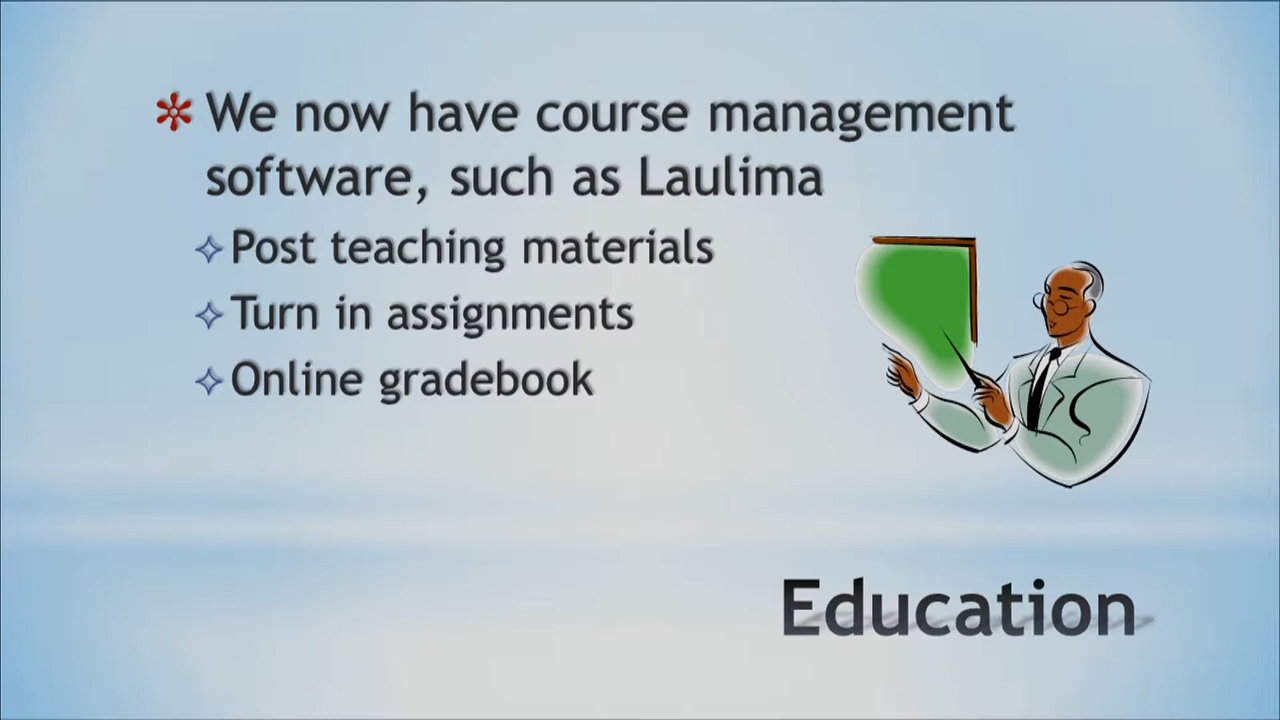 We now have course management
software, such as Laulima
Post teaching materials
Turn in assignments
Online gradebook
Education